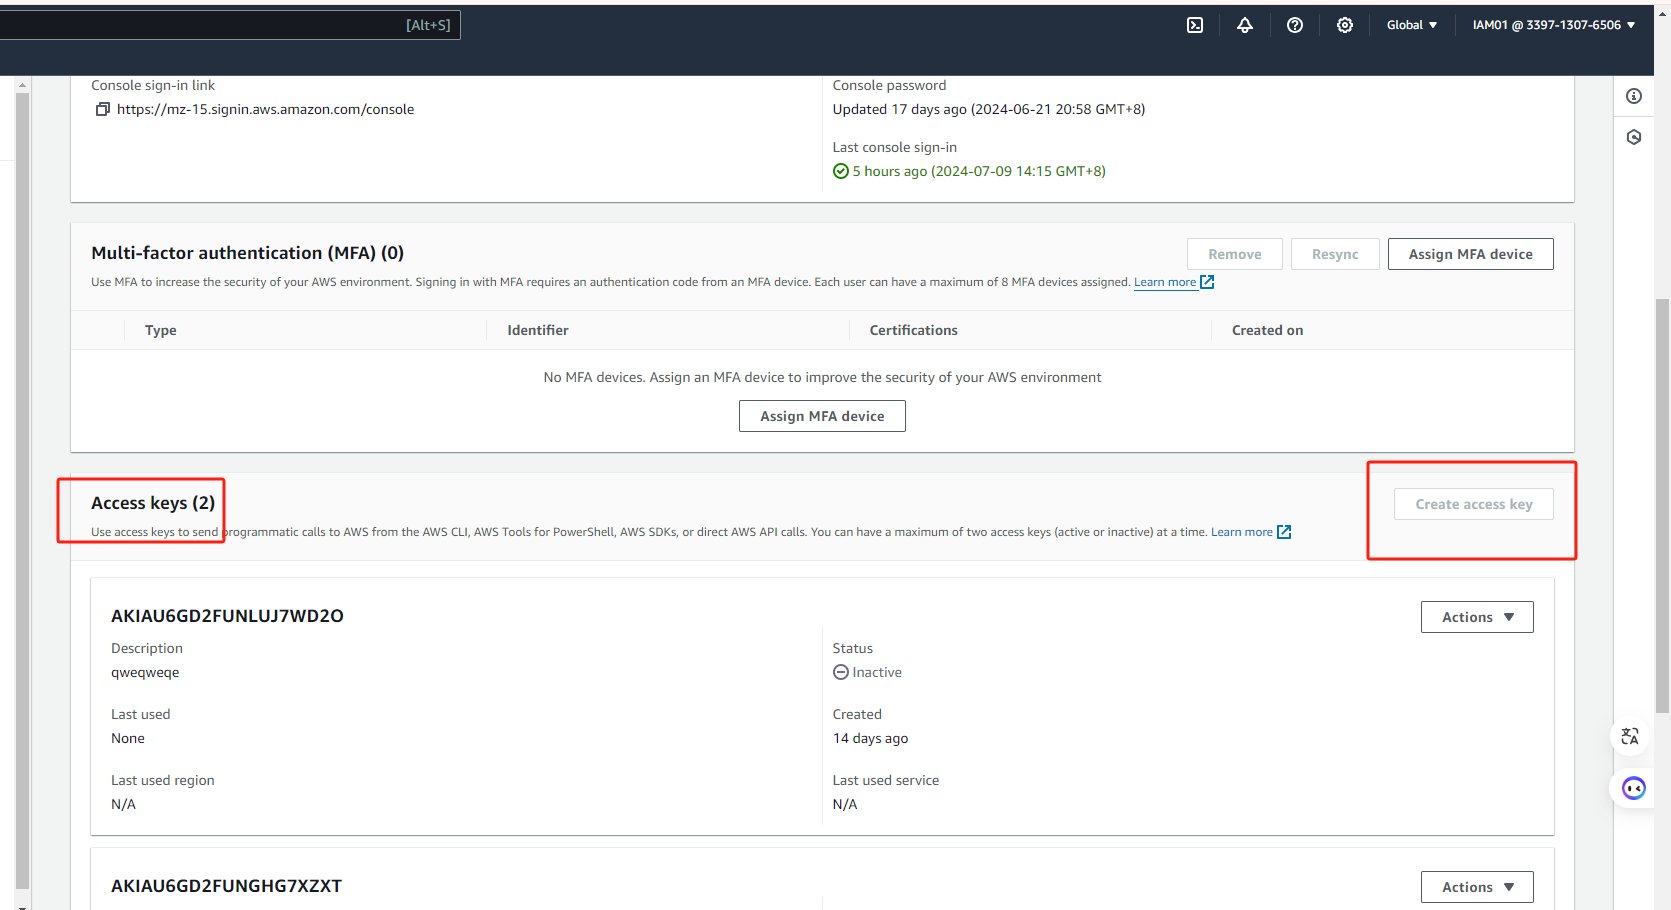 [Alt+S]
Global
IAM01 @ 3397-1307-6506
Console sign-in link
https://mz-15.signin.aws.amazon.com/console
Console password
Updated 17 days ago (2024-06-21 20:58 GMT+8)
Last console sign-in
5 hours ago (2024-07-09 14:15 GMT+8)
Multi-factor authentication (MFA) (0)
Remove
Resync
Assign MFA device
Use MFA to increase the security of your AWS environment. Signing in with MFA requires an authentication code from an MFA device. Each user can have a maximum of 8 MFA devices assigned. Learn more
Type
Identifier
Certifications
Created on
No MFA devices. Assign an MFA device to improve the security of your AWS environment
Assign MFA device
Access keys (2)
Create access key
Use access keys to send programmatic calls to AWS from the AWS CLI, AWS Tools for PowerShell, AWS SDKs, or direct AWS API calls. You can have a maximum of two access keys (active or inactive) at a time. Learn more
AKIAU6GD2FUNLUJ7WD2O
Actions
Description
qweqweqe
Status
Inactive
Last used
None
Created
14 days ago
Last used region
N/A
Last used service
N/A
AKIAU6GD2FUNGHG7XZXT
Actions